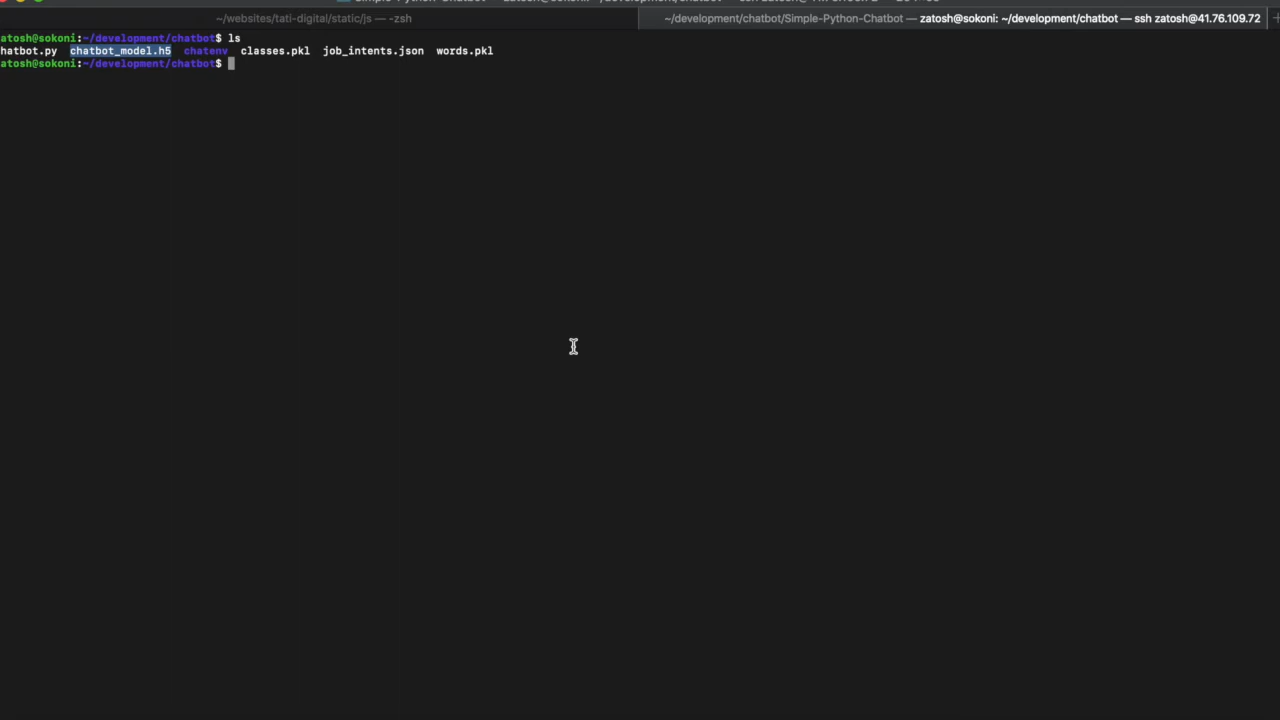 ~/websites/tati-digital/static/js — -zsh
~/development/chatbot/Simple-Python-Chatbot — zatosh@sokoni: ~/development/chatbot — ssh zatosh@41.76.109.72
atosh@sokoni:~/development/chatbot$ ls
hatbot.py chatbot_model.h5 chatenv classes.pkl job_intents.json words.pkl
atosh@sokoni:~/development/chatbot$